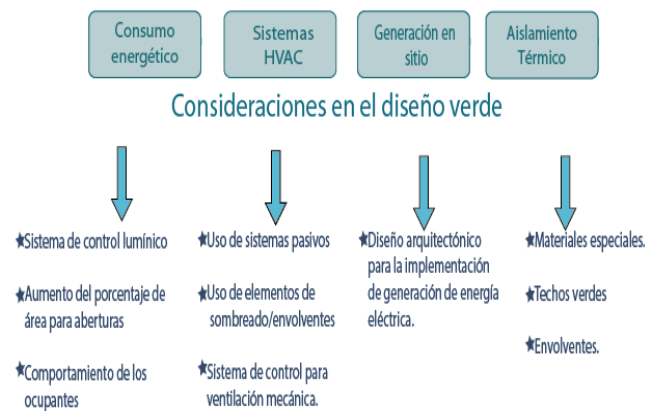 Consumo
energético
Sistemas
HVAC
Generación en
sitio
Aislamiento
Térmico
Consideraciones en el diseño verde
Sistema de control lumínico
Aumento del porcentaje de
área para aberturas
Comportamiento de los
ocupantes
Uso de sistemas pasivos
Uso de elementos de
sombreado/envolventes
Sistema de control para
ventilación mecánica.
Diseño arquitectónico
para la implementación
de generación de energía
eléctrica.
Materiales especiales.
Techos verdes
Envolventes.